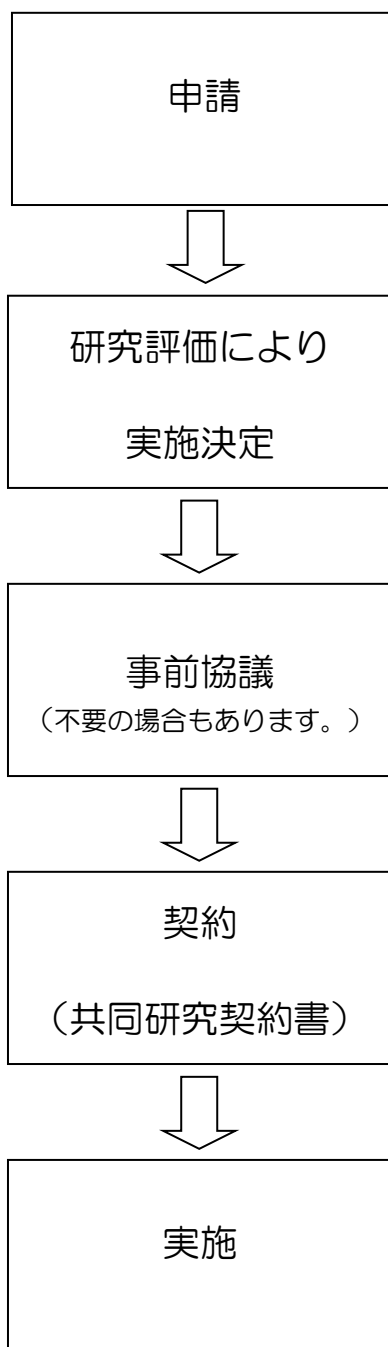 申請
研究評価により
実施決定
事前協議
（不要の場合もあります。）
契約
（共同研究契約書）
実施